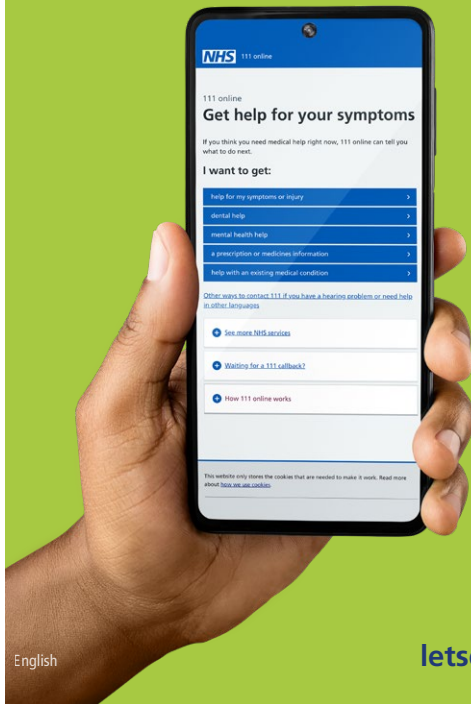 NHS 111 online
111 online
Get help for your symptoms
If you think you need medical help right now, 111 online can tell you
what to do next.
I want to get:
help for my symptoms or injury
dental help
mental health help
a prescription or medicines information
help with an existing medical condition
Other ways to contact 111 if you have a hearing problem or need help
in other languages
See more NHS services
Waiting for a 111 callback?
How 111 online works
This website only stores the cookies that are needed to make it work. Read more
about how we use cookies.
English